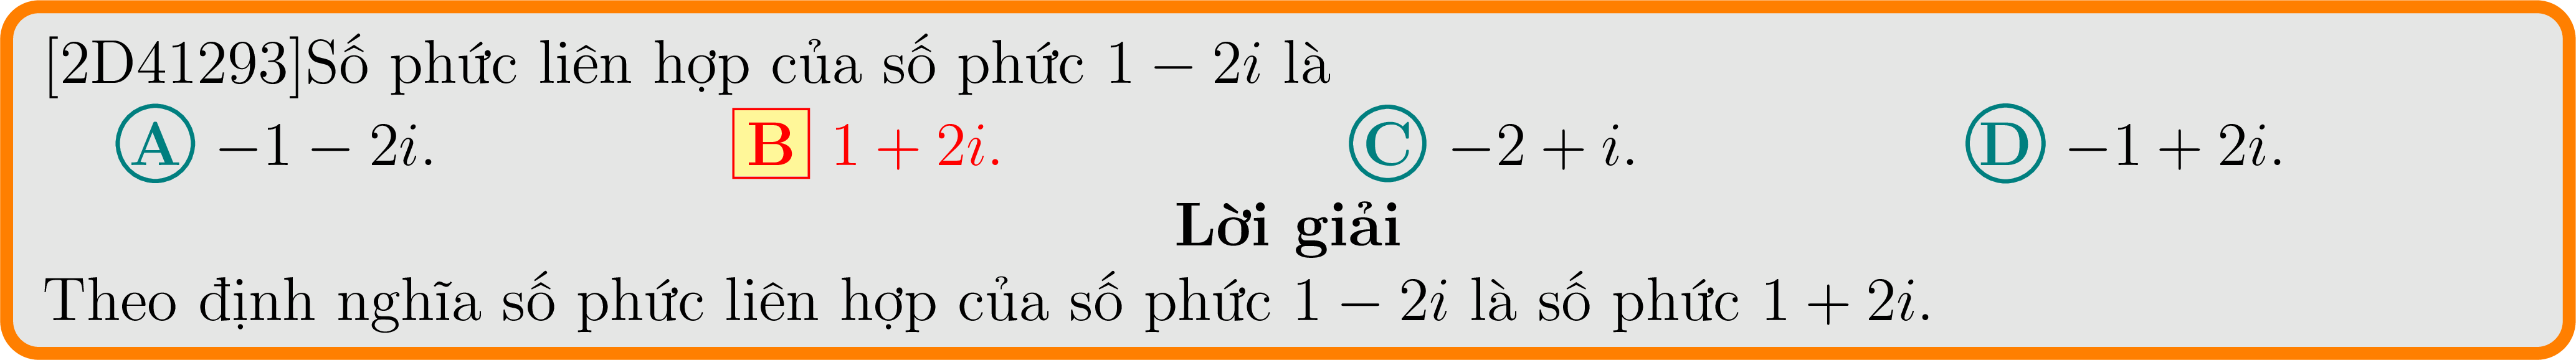 [2D41293]Số phức liên hợp của số phức 1 − 2i là
A −1 − 2i. B 1 + 2i. C −2 + i. D −1 + 2i.
Lời giải
Theo định nghĩa số phức liên hợp của số phức 1 − 2i là số phức 1 + 2i.